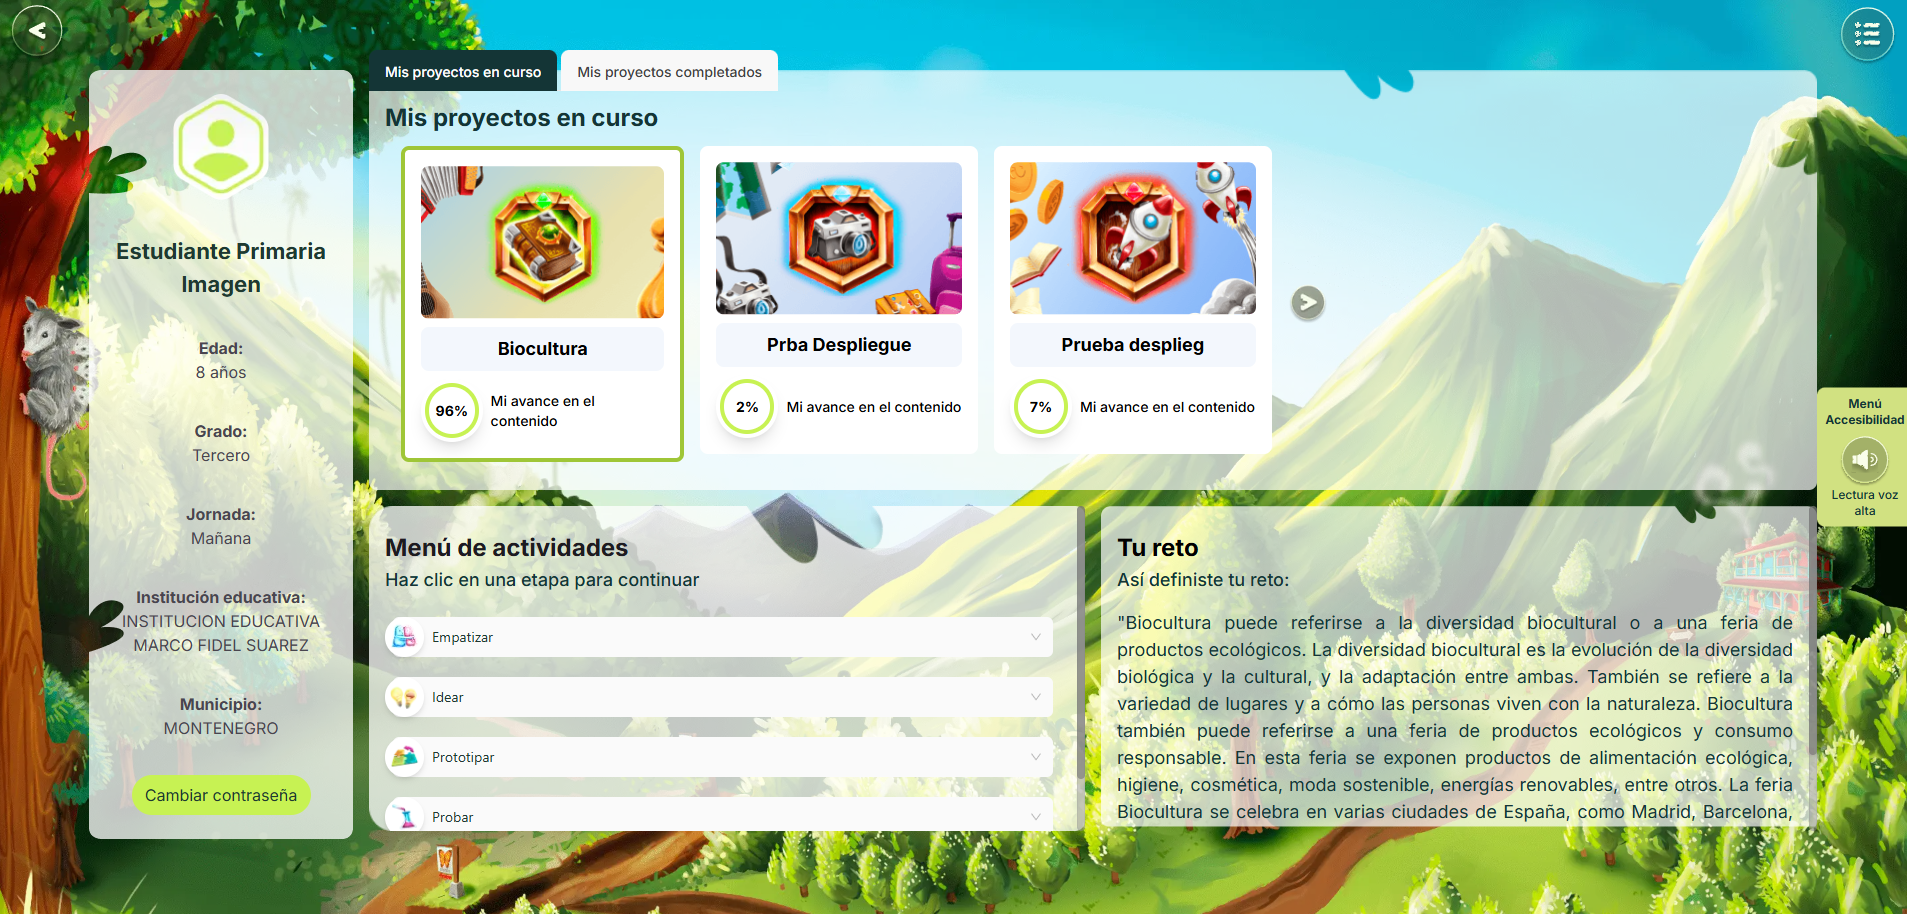 Mis proyectos en curso
Mis proyectos completados
Mis proyectos en curso
Biocultura
96%
Mi avance en el
contenido
Prba Despliegue
2%
Mi avance en el contenido
Prueba desplieg
7%
Mi avance en el contenido
Estudiante Primaria
Imagen
Edad:
8 años
Grado:
Tercero
Jornada:
Mañana
Institución educativa:
INSTITUCION EDUCATIVA
MARCO FIDEL SUAREZ
Municipio:
MONTENEGRO
Cambiar contraseña
Menú de actividades
Haz clic en una etapa para continuar
Empatizar
Idear
Prototipar
Probar
Tu reto
Así definiste tu reto:
"Biocultura puede referirse a la diversidad biocultural o a una feria de
productos ecológicos. La diversidad biocultural es la evolución de la diversidad
biológica y la cultural, y la adaptación entre ambas. También se refiere a la
variedad de lugares y a cómo las personas viven con la naturaleza. Biocultura
también puede referirse a una feria de productos ecológicos y consumo
responsable. En esta feria se exponen productos de alimentación ecológica,
higiene, cosmética, moda sostenible, energías renovables, entre otros. La feria
Biocultura se celebra en varias ciudades de España, como Madrid, Barcelona,
Menú
Accesibilidad
Lectura voz
alta